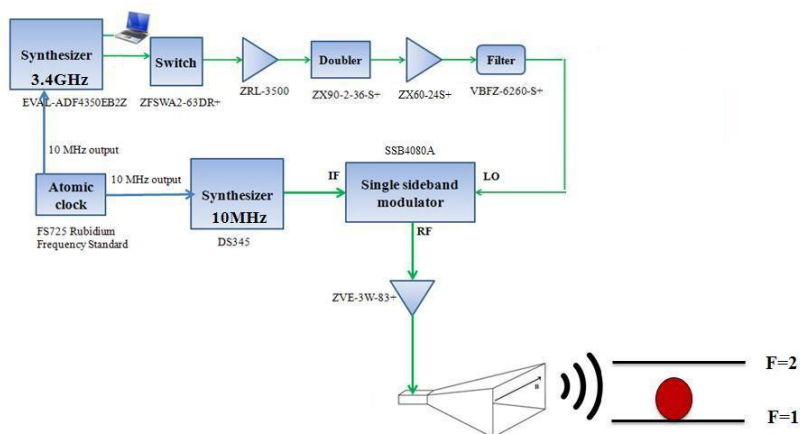 Synthesizer
3.4GHz
EVAL-ADF4350EB2Z
Switch
ZFSWA2-63DR+
ZRL-3500
Doubler
ZX90-2-36-S+
ZX60-24S+
Filter
VBFZ-6260-S+
10 MHz output
10 MHz output
Atomic
clock
FS725 Rubidium
Frequency Standard
Synthesizer
10MHz
DS345
IF
SSB4080A
Single sideband
modulator
LO
RF
ZVE-3W-83+
F=2
F=1